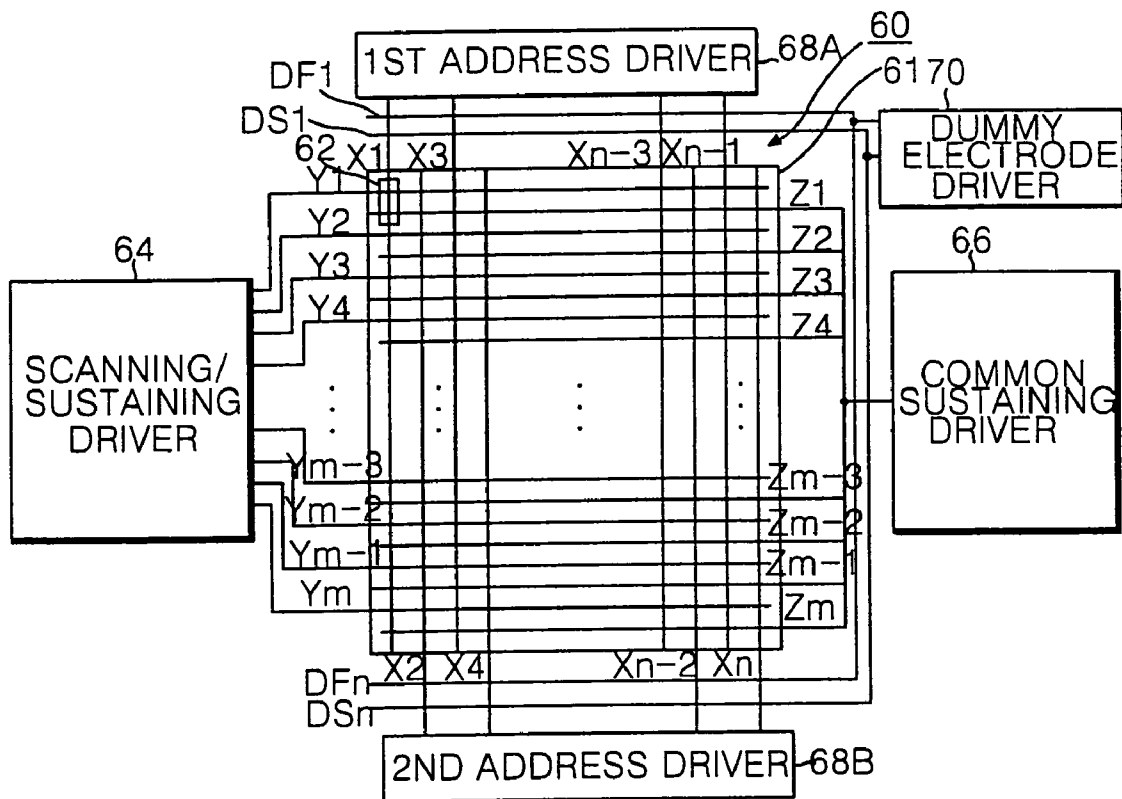 1ST ADDRESS DRIVER
68A
60
6170
DF1
DS1
DUMMY
ELECTRODE
DRIVER
62
X1
X3
Xn-3
Xn-1
Y1
Z1
Y2
Z2
64
66
Y3
Z3
Y4
Z4
SCANNING/
SUSTAINING
DRIVER
COMMON
SUSTAINING
DRIVER
Ym-3
Zm-3
Ym-2
Zm-2
Ym-1
Zm-1
Ym
Zm
X2
X4
Xn-2
Xn
DFn
DSn
2ND ADDRESS DRIVER
68B